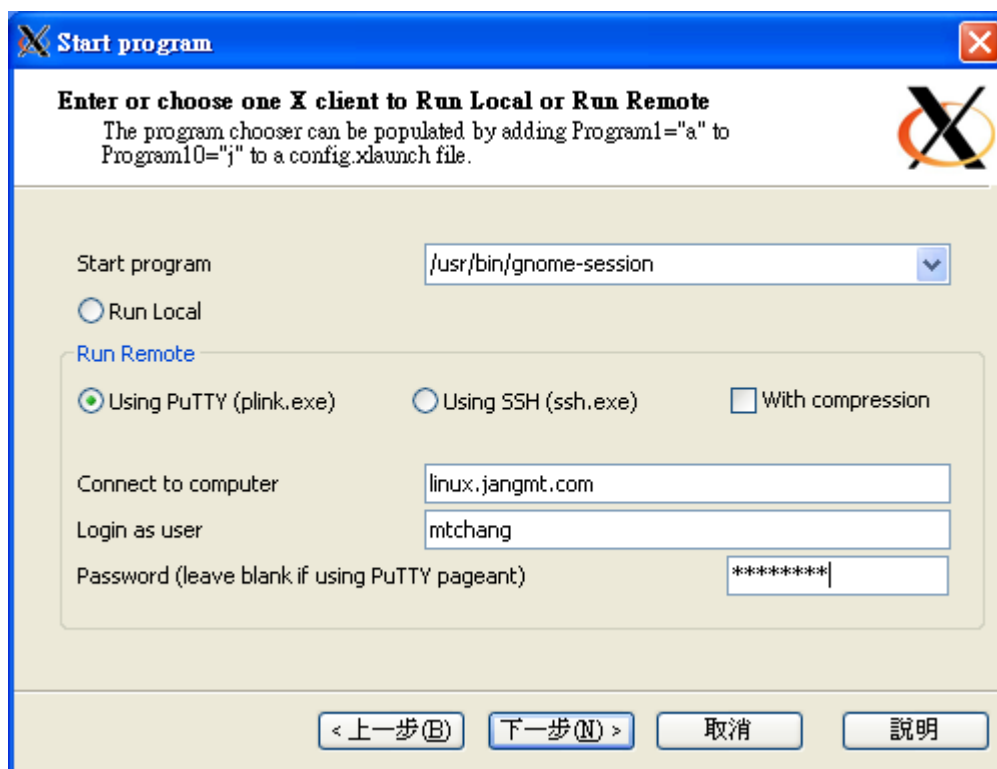 Start program
Enter or choose one X client to Run Local or Run Remote
The program chooser can be populated by adding Program1="a" to
Program10="j" to a config.xlaunch file.
Start program
/usr/bin/gnome-session
Run Local
Run Remote
Using PuTTY (plink.exe)
Using SSH (ssh.exe)
With compression
Connect to computer
linux.jangmt.com
Login as user
mtchang
Password (leave blank if using PuTTY pageant)
********
< 上一步(B)
下一步(N) >
取消
說明